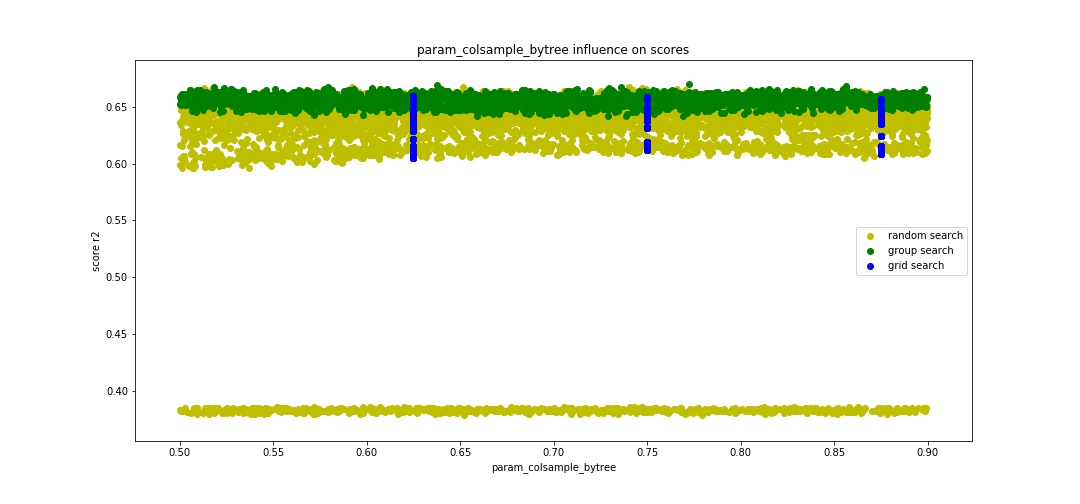 param_colsample_bytree influence on scores
score r2
0.65
0.60
0.55
0.50
0.45
0.40
random search
group search
grid search
0.50 0.55 0.60 0.65 0.70 0.75 0.80 0.85 0.90
param_colsample_bytree